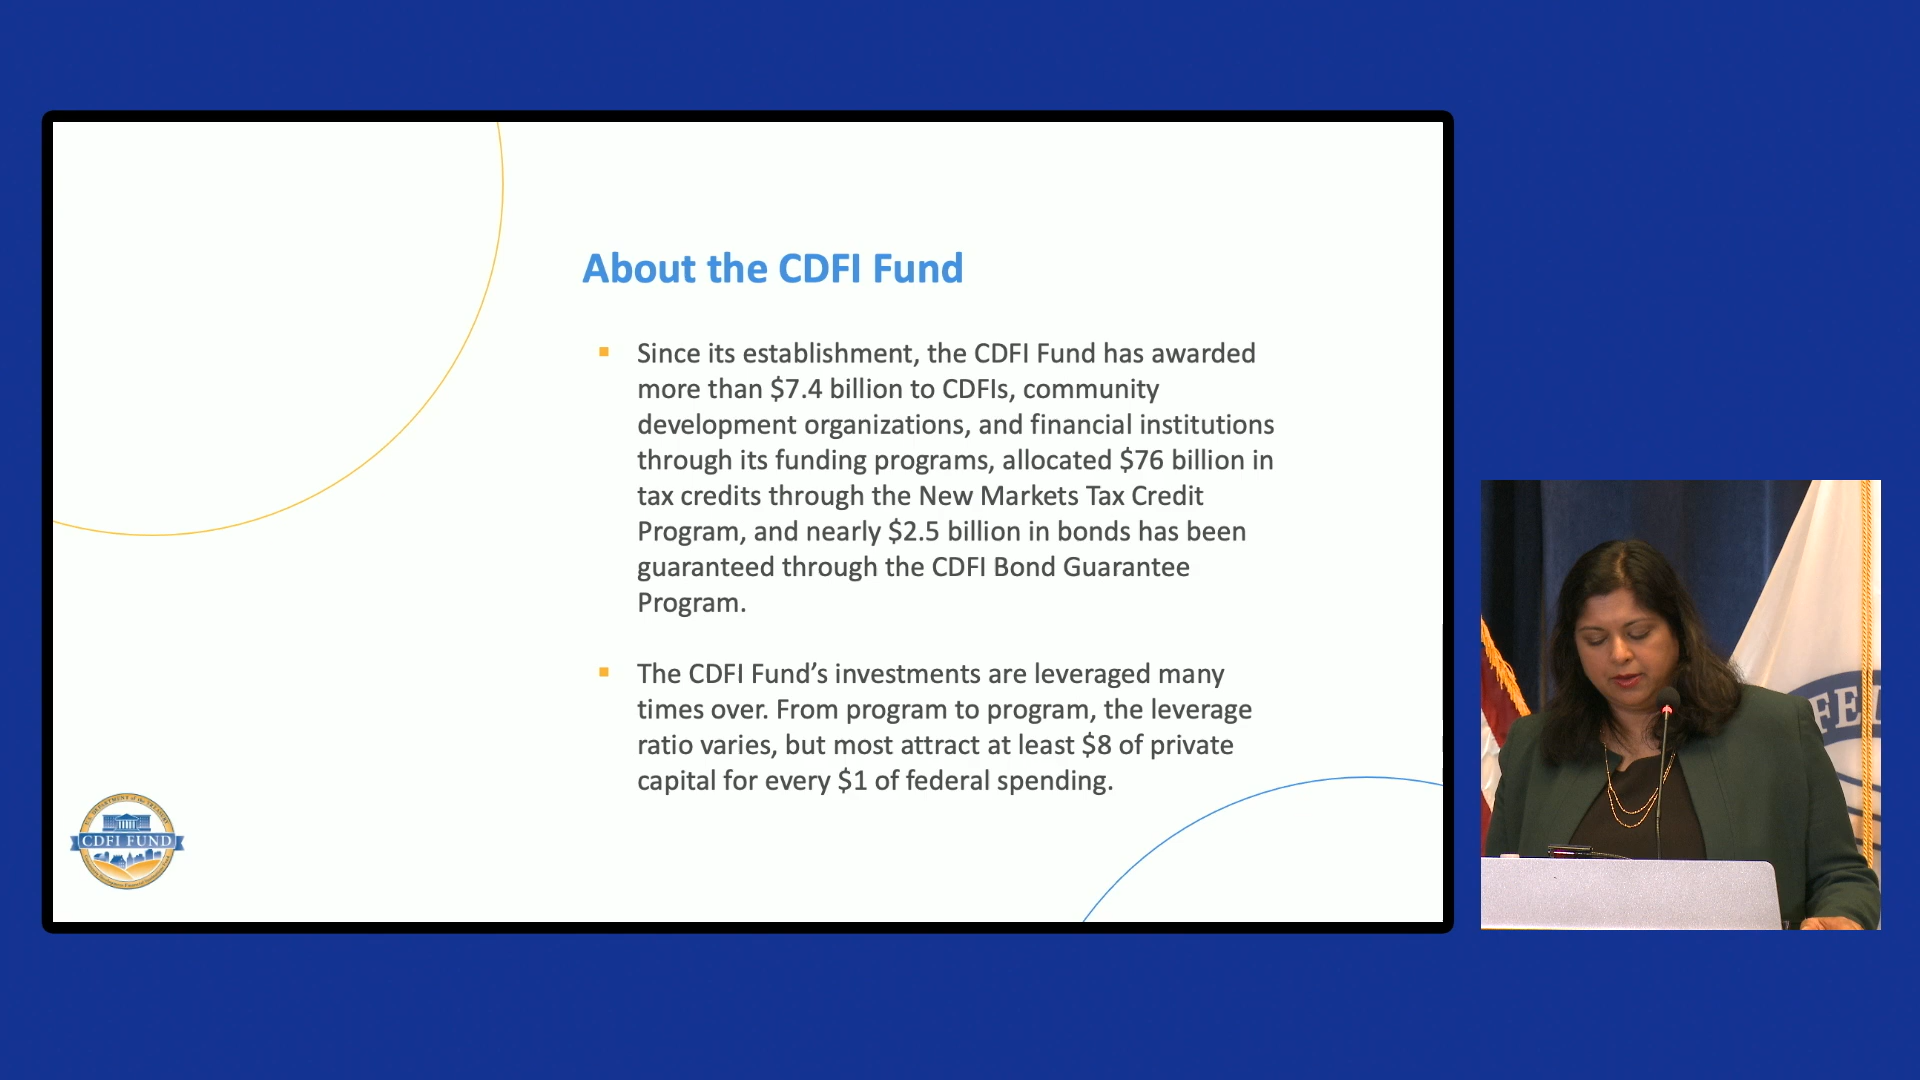 About the CDFI Fund
Since its establishment, the CDFI Fund has awarded
more than $7.4 billion to CDFIs, community
development organizations, and financial institutions
through its funding programs, allocated $76 billion in
tax credits through the New Markets Tax Credit
Program, and nearly $2.5 billion in bonds has been
guaranteed through the CDFI Bond Guarantee
Program.
The CDFI Fund’s investments are leveraged many
times over. From program to program, the leverage
ratio varies, but most attract at least $8 of private
capital for every $1 of federal spending.
CDFI FUND